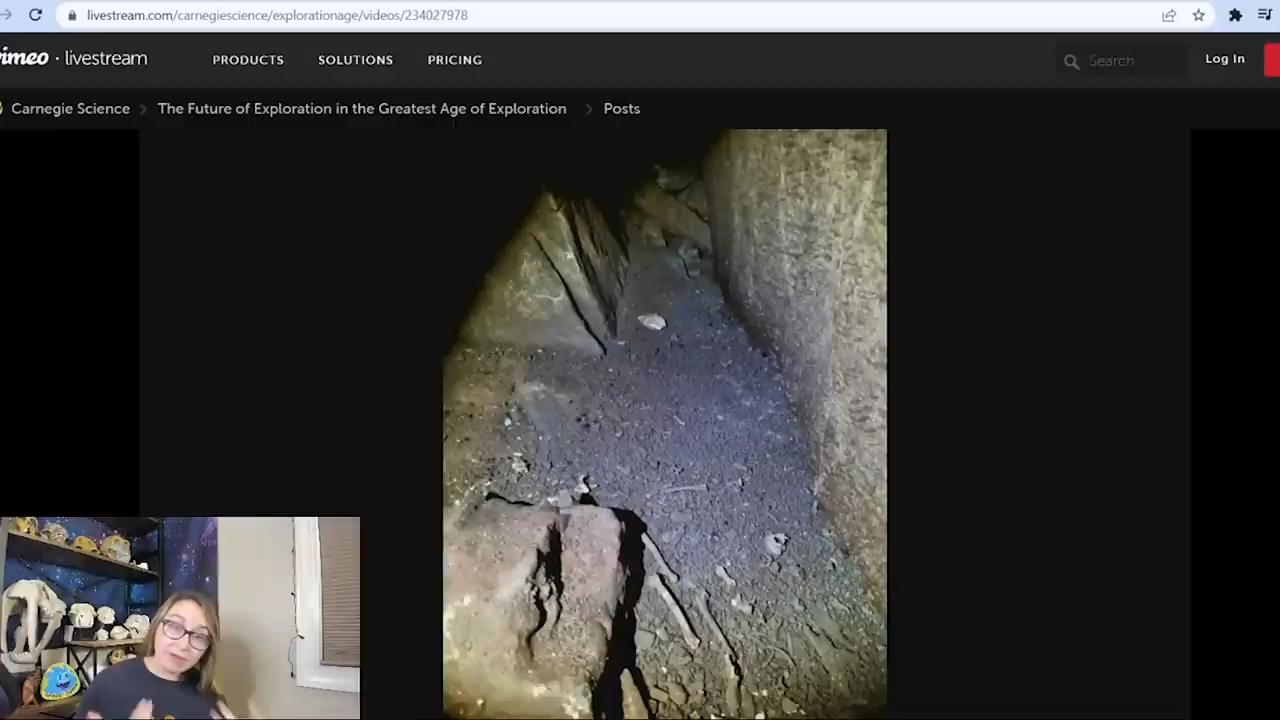 livestream.com/carnegiescience/explorationage/videos/234027978
vimeo · livestream PRODUCTS SOLUTIONS PRICING Search Log In
Carnegie Science > The Future of Exploration in the Greatest Age of Exploration > Posts